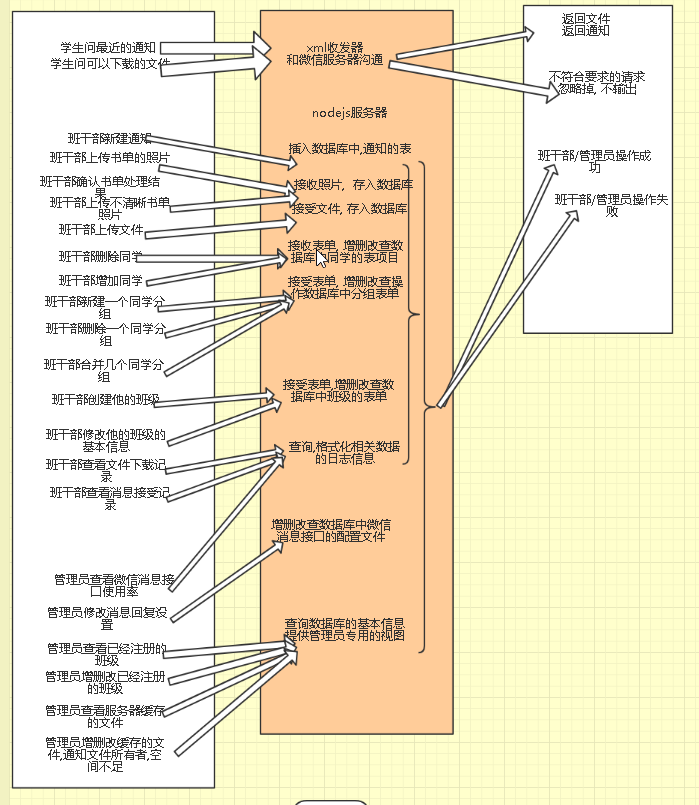 学生问最近的通知
学生问可以下载的文件
班干部新建通知
班干部上传书单的照片
班干部确认书单处理结
果
班干部上传不清晰书单
照片
班干部上传文件
班干部删除同学
班干部增加同学
班干部新建一个同学分
组
班干部删除一个同学分
组
班干部合并几个同学分
组
班干部创建他的班级
班干部修改他的班级的
基本信息
班干部查看文件下载记
录
班干部查看消息接受记
录
管理员查看微信消息接
口使用率
管理员修改消息回复设
置
管理员查看已经注册的
班级
管理员增删改已经注册
的班级
管理员查看服务器缓存
的文件
管理员增删改缓存的文
件,通知文件所有者,空
间不足
xml收发器
和微信服务器沟通
nodejs服务器
插入数据库中,通知的表
接收照片, 存入数据库
接受文件, 存入数据库
接收表单, 增删改查数
据库中同学的表项目
接受表单, 增删改查操
作数据库中分组表单
接受表单,增删改查数
据库中班级的表单
查询,格式化相关数据
的日志信息
增删改查数据库中微信
消息接口的配置文件
查询数据库的基本信息
提供管理员专用的视图
返回文件
返回通知
不符合要求的请求
忽略掉, 不输出
班干部/管理员操作成
功
班干部/管理员操作失
败